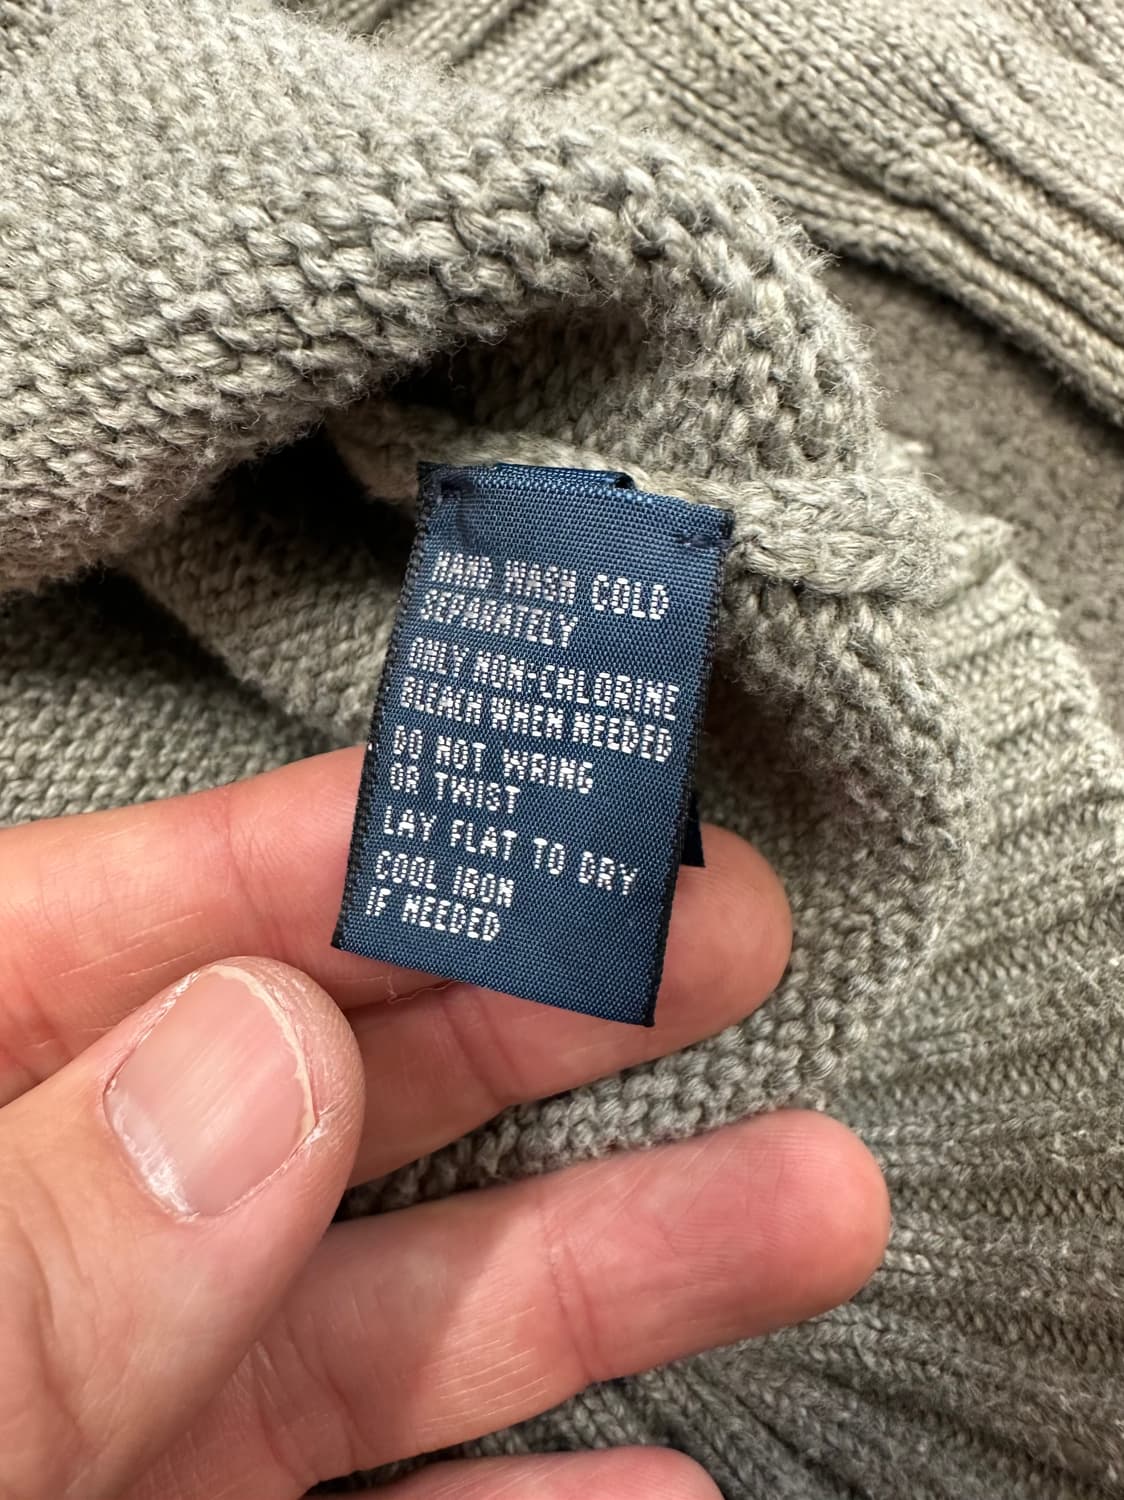 HAND WASH COLD
SEPARATELY
ONLY NON-CHLORINE
BLEACH WHEN NEEDED
DO NOT WRING
OR TWIST
LAY FLAT TO DRY
COOL IRON
IF NEEDED